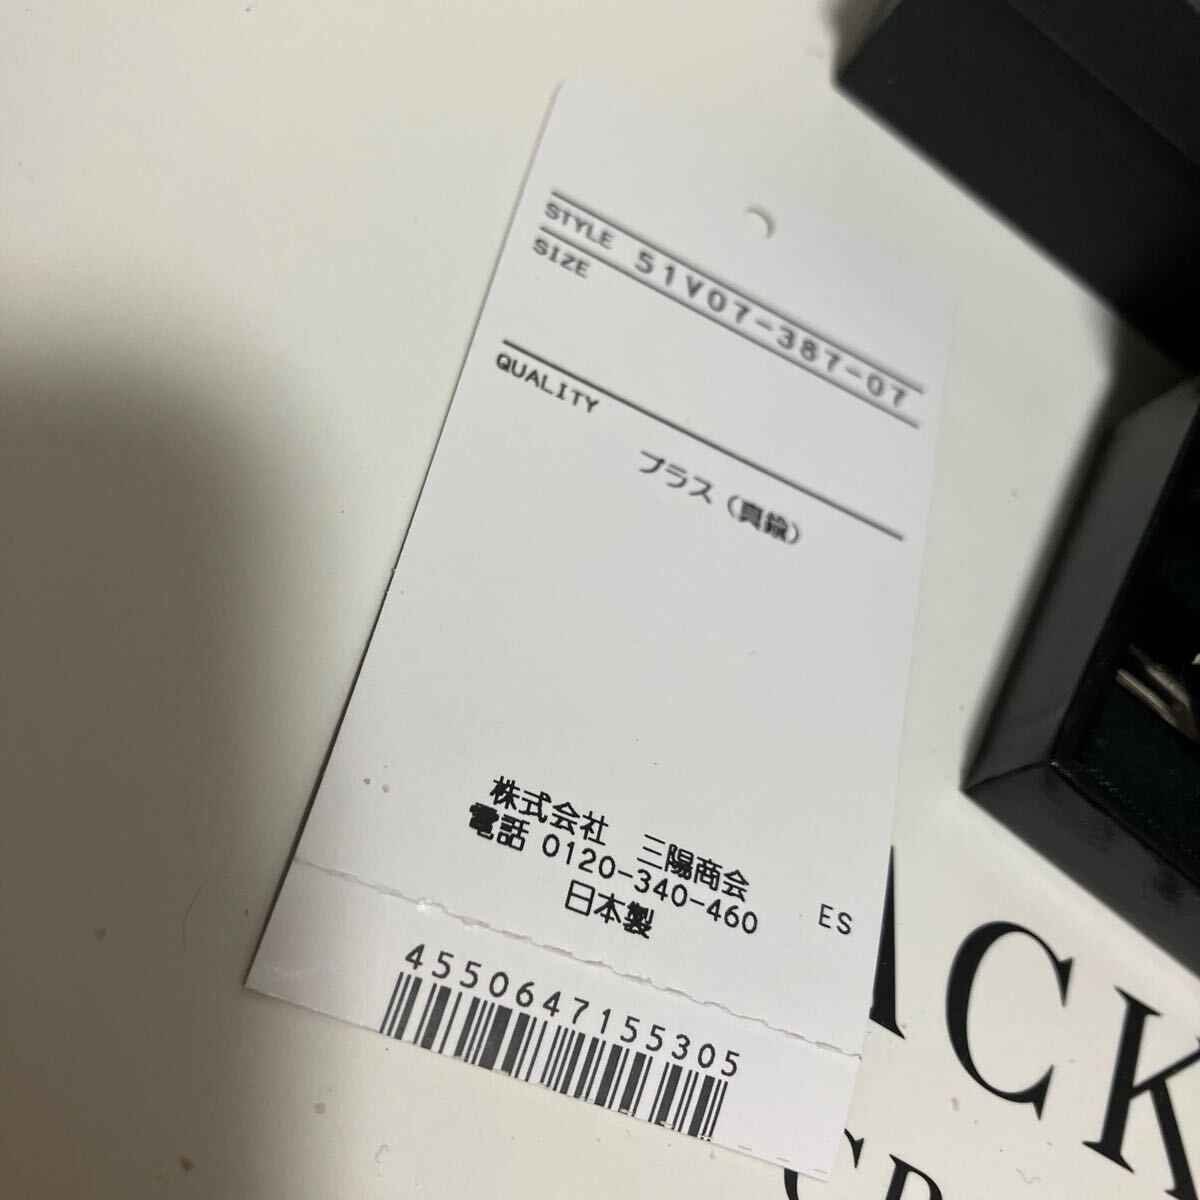 STYLE 51V07-387-07
SIZE
QUALITY
ブラス（真鍮）
株式会社 三陽商会
電話 0120-340-460 ES
日本製
4550647155305
ACK
CR